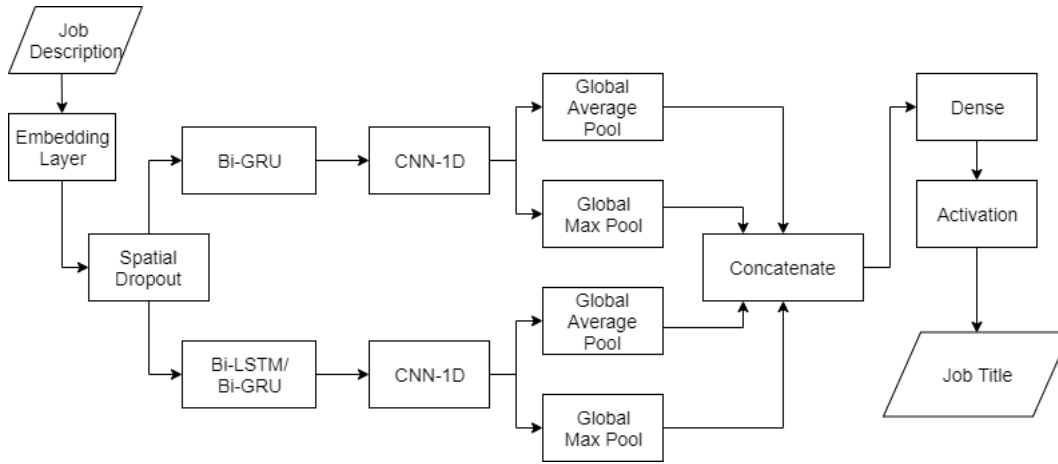 Job
Description
Embedding
Layer
Spatial
Dropout
Bi-GRU
CNN-1D
Global
Average
Pool
Global
Max Pool
Bi-LSTM/
Bi-GRU
CNN-1D
Global
Average
Pool
Global
Max Pool
Concatenate
Dense
Activation
Job Title